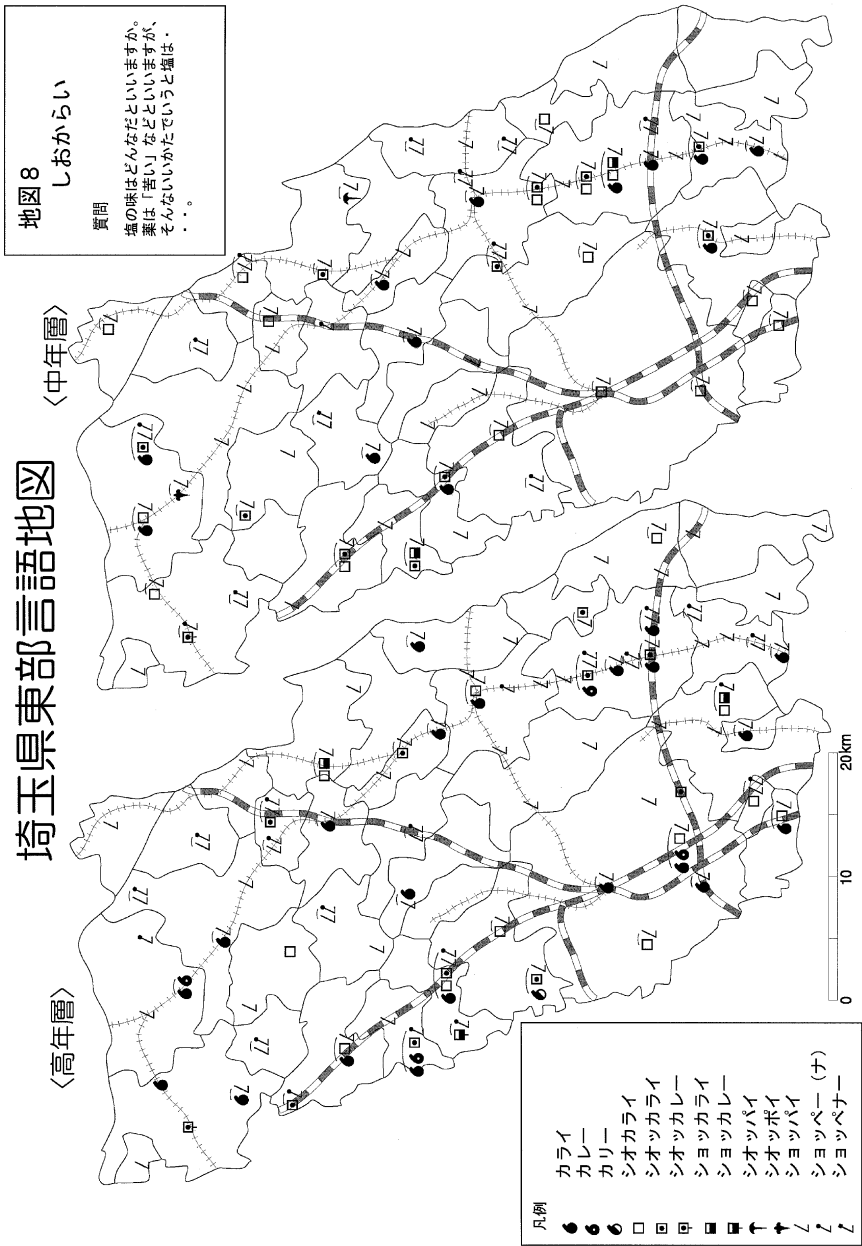 埼玉県東部言語地図
地図8
しおからい
質問
塩の味はどんなだといいますか。
薬は「苦い」などといいますが、
そんないいかたでいうと塩は・
・・。
〈高年層〉
〈中年層〉
凡例
カライ
カレー
カリー
シオカライ
シオッカライ
シオッカレー
ショッカライ
ショッカレー
シオッパイ
シオッポイ
ショッパイ
ショッペー（ナ）
ショッペナー
0
10
20km